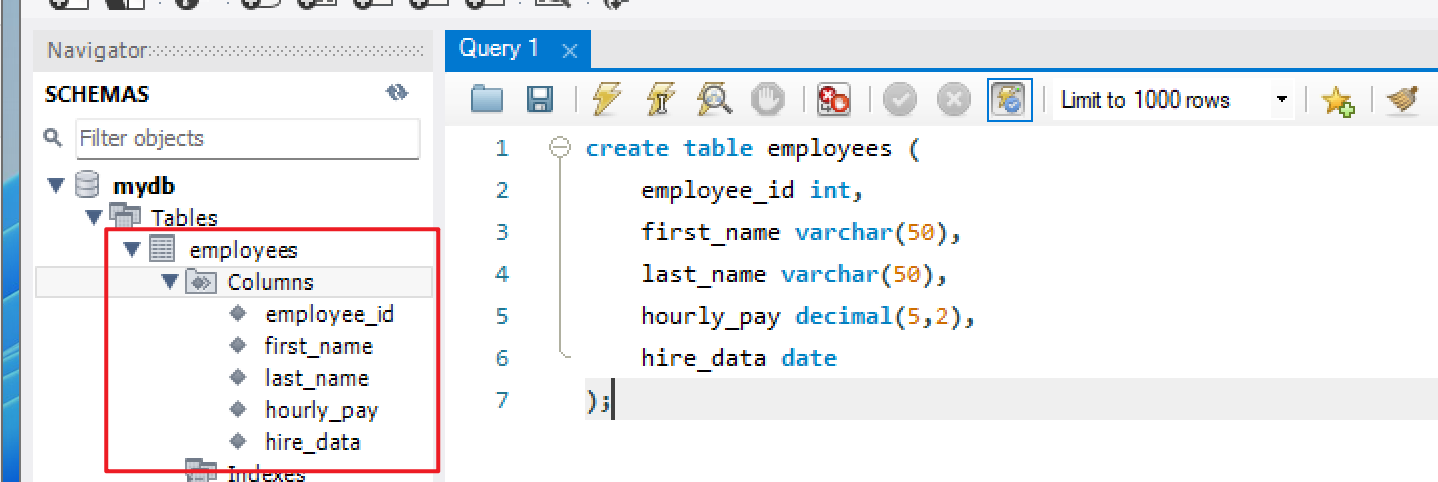 Navigator
SCHEMAS
Filter objects
mydb
Tables
employees
Columns
employee_id
first_name
last_name
hourly_pay
hire_data
Indexes
Query 1
Limit to 1000 rows
1 create table employees (
2 employee_id int,
3 first_name varchar(50),
4 last_name varchar(50),
5 hourly_pay decimal(5,2),
6 hire_data date
7 );